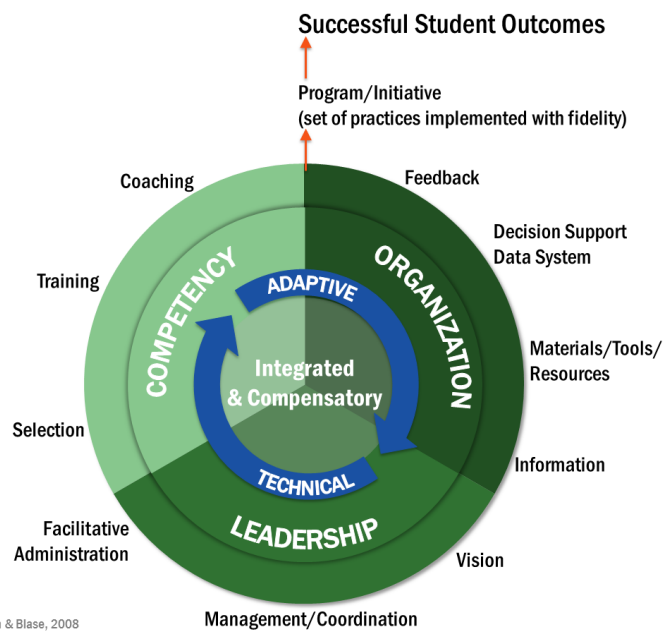 Successful Student Outcomes
Program/Initiative
(set of practices implemented with fidelity)
Coaching
Feedback
Decision Support
Data System
Training
COMPETENCY
ORGANIZATION
ADAPTIVE
Integrated
& Compensatory
Materials/Tools/
Resources
Selection
Information
TECHNICAL
LEADERSHIP
Facilitative
Administration
Vision
Management/Coordination
& Blase, 2008